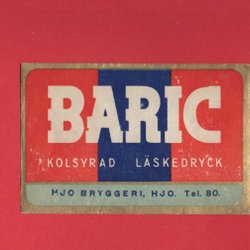 BARIC
KOLSYRAD LÄSKEDRYCK
HJO BRYGGERI, HJO. Tel. 80.